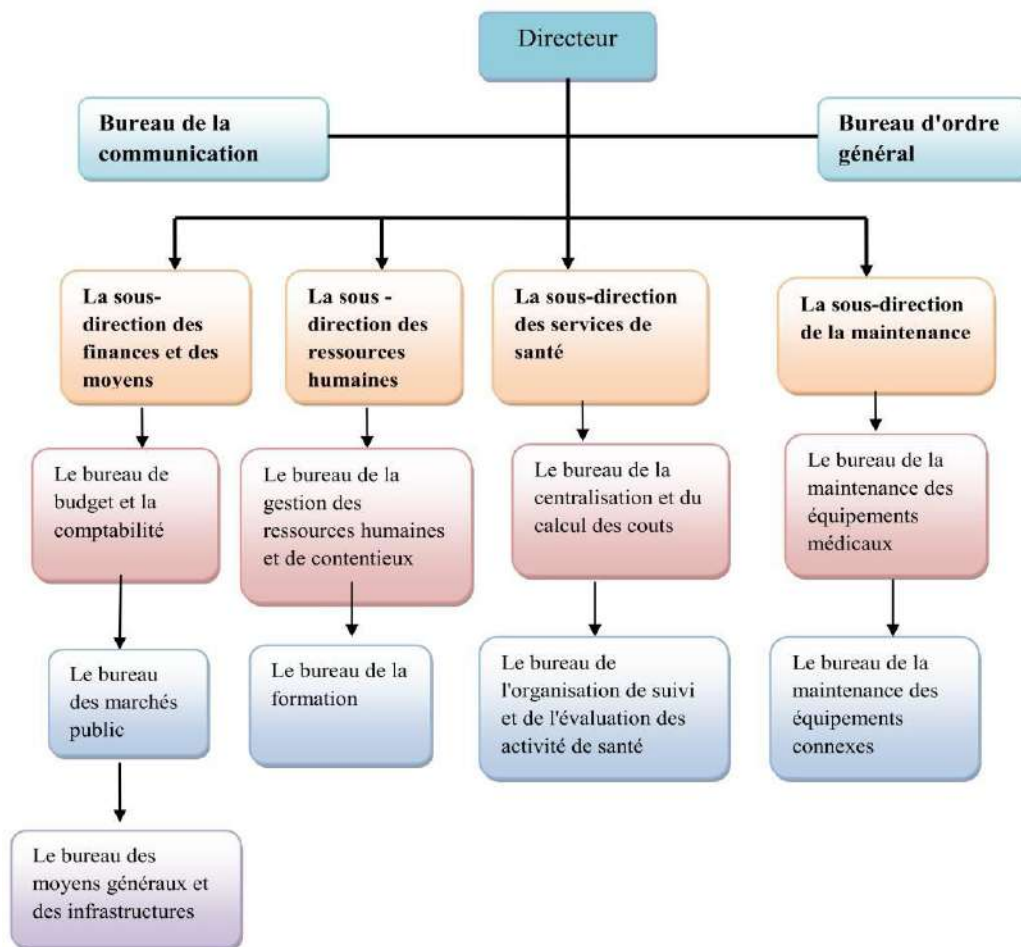 Directeur
Bureau de la
communication
Bureau d'ordre
général
La sous-
direction des
finances et des
moyens
La sous -
direction des
ressources
humaines
La sous-direction
des services de
santé
La sous-direction
de la maintenance
Le bureau de
budget et la
comptabilité
Le bureau de la
gestion des
ressources humaines
et de contentieux
Le bureau de la
centralisation et du
calcul des couts
Le bureau de la
maintenance des
équipements
médicaux
Le bureau
des marchés
public
Le bureau de la
formation
Le bureau de
l'organisation de suivi
et de l'évaluation des
activité de santé
Le bureau de la
maintenance des
équipements
connexes
Le bureau des
moyens généraux et
des infrastructures